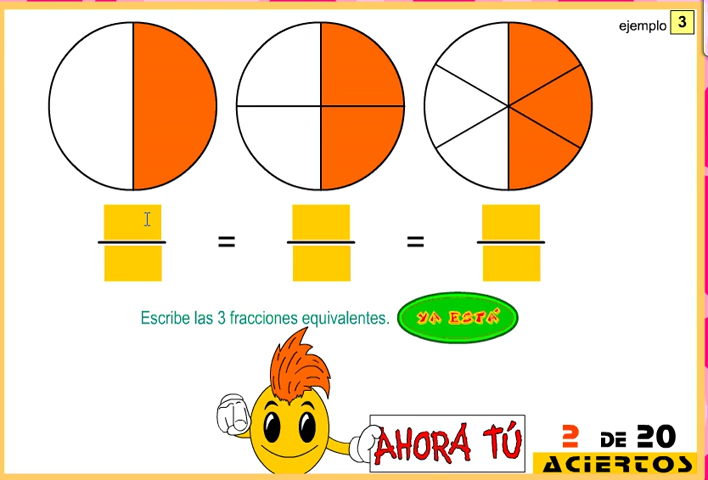 ejemplo 3
= =
Escribe las 3 fracciones equivalentes. YA ESTÁ
AHORA TÚ
2 DE 20
ACIERTOS